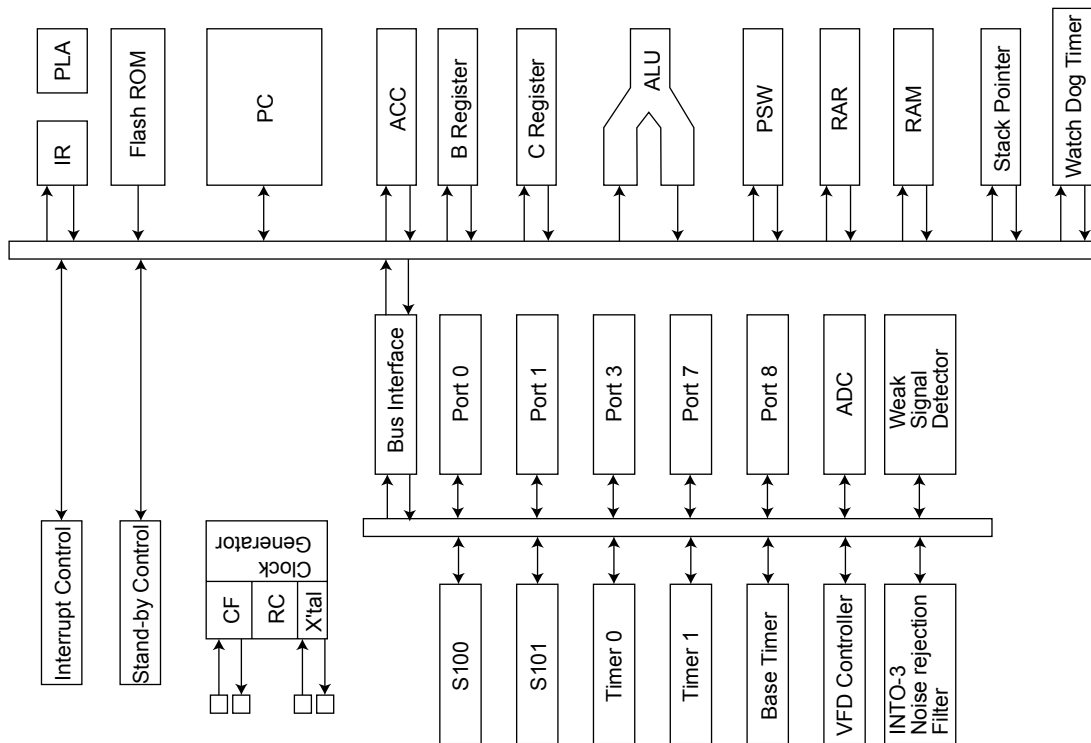 PLA
IR
Flash ROM
PC
ACC
B Register
C Register
ALU
PSW
RAR
RAM
Stack Pointer
Watch Dog Timer
Bus Interface
Port 0
Port 1
Port 3
Port 7
Port 8
ADC
Weak
Signal
Detector
Interrupt Control
Stand-by Control
Clock
Generator
CF
RC
X'tal
S100
S101
Timer 0
Timer 1
Base Timer
VFD Controller
INTO-3
Noise rejection
Filter